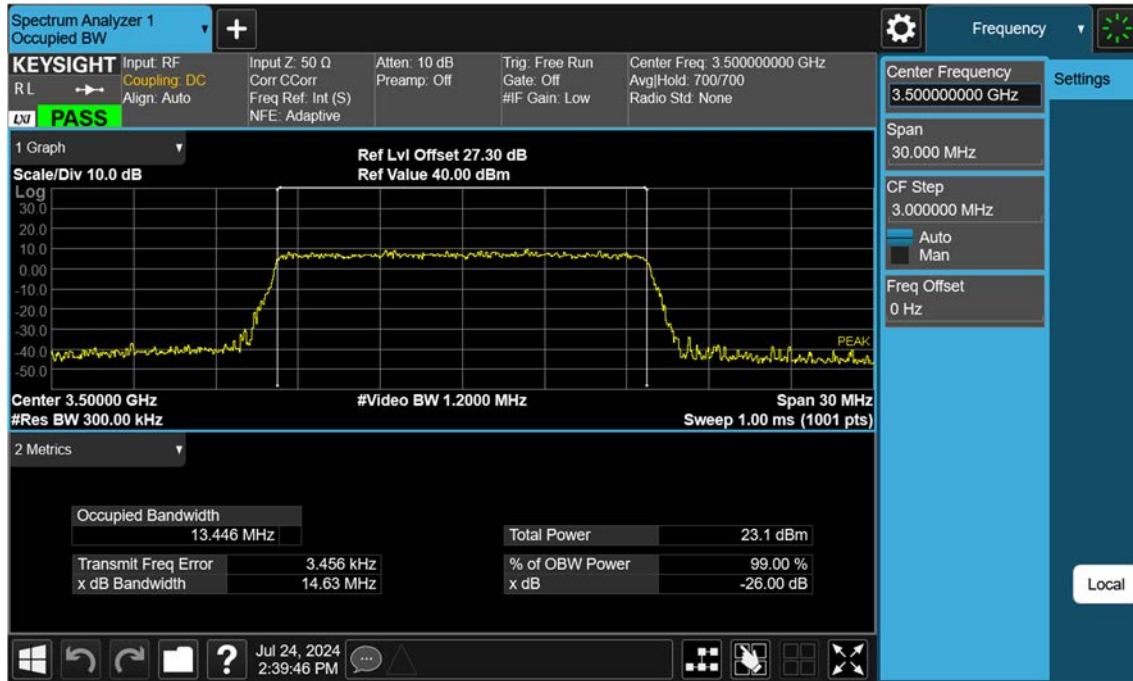 Spectrum Analyzer 1
Occupied BW
+
Frequency
KEYSIGHT
RL
LXI PASS
Input: RF
Coupling: DC
Align: Auto
Input Z: 50 Ω
Corr CCorr
Freq Ref: Int (S)
NFE: Adaptive
Atten: 10 dB
Preamp: Off
Trig: Free Run
Gate: Off
#IF Gain: Low
Center Freq: 3.500000000 GHz
Avg|Hold: 700/700
Radio Std: None
Center Frequency
3.500000000 GHz
Settings
Span
30.000 MHz
CF Step
3.000000 MHz
Auto
Man
Freq Offset
0 Hz
Local
1 Graph
Scale/Div 10.0 dB
Ref Lvl Offset 27.30 dB
Ref Value 40.00 dBm
Log
30.0
20.0
10.0
0.00
-10.0
-20.0
-30.0
-40.0
-50.0
PEAK
Center 3.50000 GHz
#Video BW 1.2000 MHz
Span 30 MHz
#Res BW 300.00 kHz
Sweep 1.00 ms (1001 pts)
2 Metrics
Occupied Bandwidth
13.446 MHz
Total Power 23.1 dBm
Transmit Freq Error 3.456 kHz
% of OBW Power 99.00 %
x dB Bandwidth 14.63 MHz
x dB -26.00 dB
?
Jul 24, 2024
2:39:46 PM